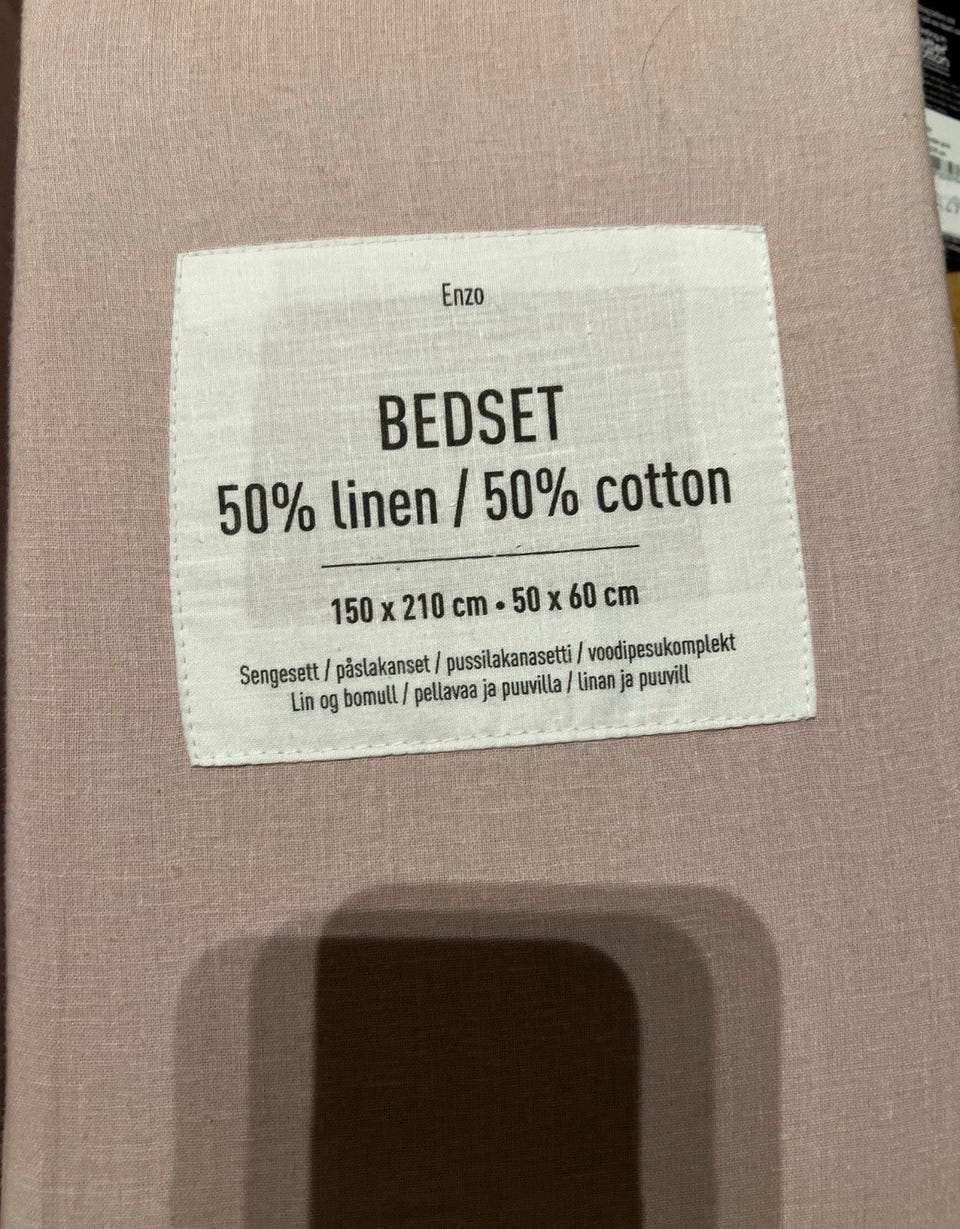 Enzo
BEDSET
50% linen / 50% cotton
150 x 210 cm • 50 x 60 cm
Sengesett / påslakanset / pussilakanasetti / voodipesukomplekt
Lin og bomull / pellavaa ja puuvilla / linan ja puuvill